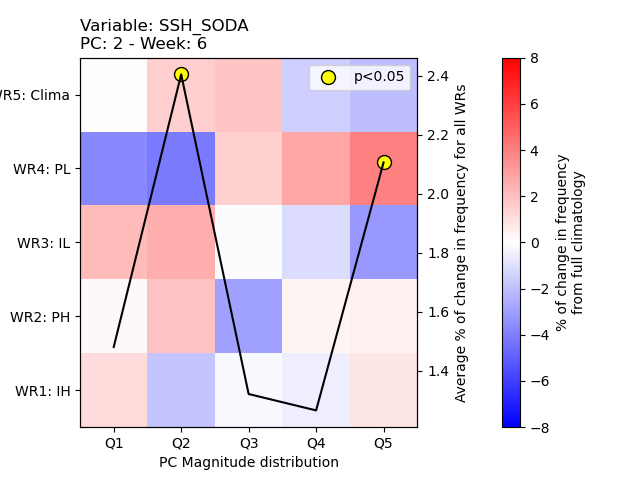 Variable: SSH_SODA
PC: 2 - Week: 6
p<0.05
WR5: Clima
WR4: PL
WR3: IL
WR2: PH
WR1: IH
Q1 Q2 Q3 Q4 Q5
PC Magnitude distribution
2.4
2.2
2.0
1.8
1.6
1.4
Average % of change in frequency for all WRs
8
6
4
2
0
−2
−4
−6
−8
% of change in frequency
from full climatology